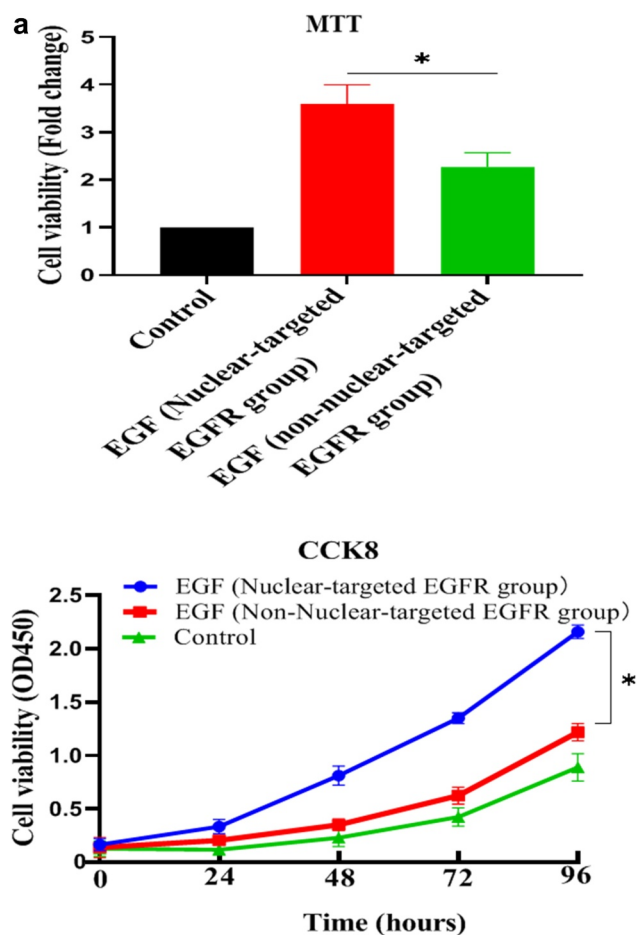 a
MTT
Cell viability (Fold change)
5
4
3
2
1
0
*
Control
EGF (Nuclear-targeted
EGFR group)
EGF (non-nuclear-targeted
EGFR group)
CCK8
EGF (Nuclear-targeted EGFR group)
EGF (Non-Nuclear-targeted EGFR group)
Control
Cell viability (OD450)
2.5
2.0
1.5
1.0
0.5
0
*
0 24 48 72 96
Time (hours)